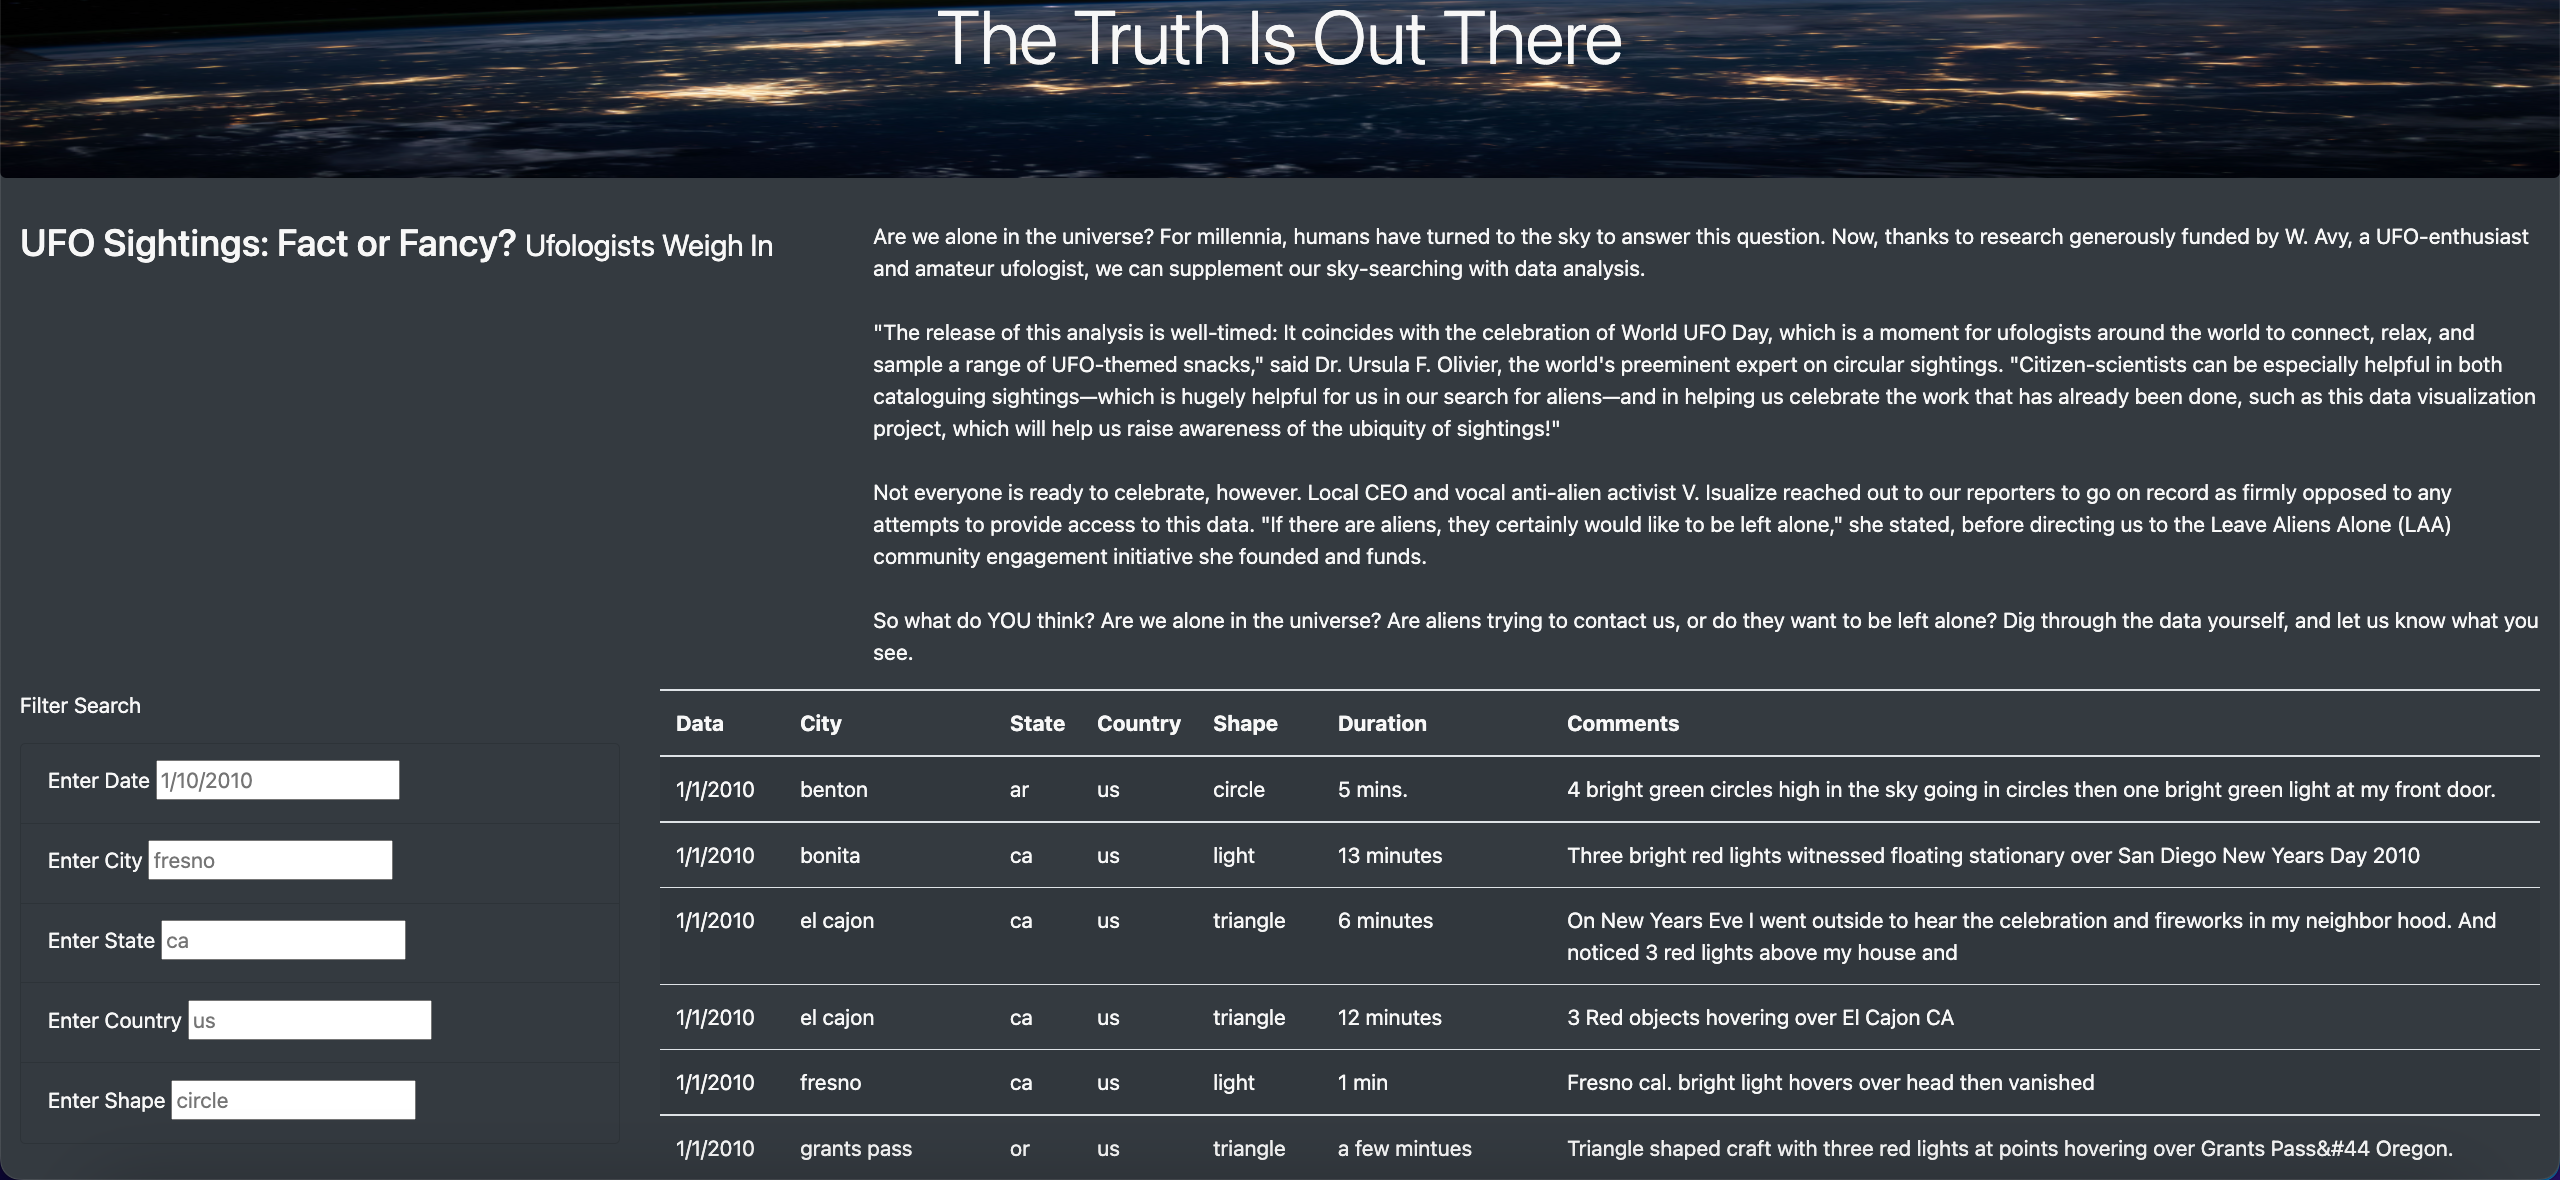 The Truth Is Out There
UFO Sightings: Fact or Fancy? Ufologists Weigh In
Are we alone in the universe? For millennia, humans have turned to the sky to answer this question. Now, thanks to research generously funded by W. Avy, a UFO-enthusiast
and amateur ufologist, we can supplement our sky-searching with data analysis.
"The release of this analysis is well-timed: It coincides with the celebration of World UFO Day, which is a moment for ufologists around the world to connect, relax, and
sample a range of UFO-themed snacks," said Dr. Ursula F. Olivier, the world's preeminent expert on circular sightings. "Citizen-scientists can be especially helpful in both
cataloguing sightings—which is hugely helpful for us in our search for aliens—and in helping us celebrate the work that has already been done, such as this data visualization
project, which will help us raise awareness of the ubiquity of sightings!"
Not everyone is ready to celebrate, however. Local CEO and vocal anti-alien activist V. Isualize reached out to our reporters to go on record as firmly opposed to any
attempts to provide access to this data. "If there are aliens, they certainly would like to be left alone," she stated, before directing us to the Leave Aliens Alone (LAA)
community engagement initiative she founded and funds.
So what do YOU think? Are we alone in the universe? Are aliens trying to contact us, or do they want to be left alone? Dig through the data yourself, and let us know what you
see.
Filter Search
Enter Date 1/10/2010
Enter City fresno
Enter State ca
Enter Country us
Enter Shape circle
Data City State Country Shape Duration Comments
1/1/2010 benton ar us circle 5 mins. 4 bright green circles high in the sky going in circles then one bright green light at my front door.
1/1/2010 bonita ca us light 13 minutes Three bright red lights witnessed floating stationary over San Diego New Years Day 2010
1/1/2010 el cajon ca us triangle 6 minutes On New Years Eve I went outside to hear the celebration and fireworks in my neighbor hood. And
noticed 3 red lights above my house and
1/1/2010 el cajon ca us triangle 12 minutes 3 Red objects hovering over El Cajon CA
1/1/2010 fresno ca us light 1 min Fresno cal. bright light hovers over head then vanished
1/1/2010 grants pass or us triangle a few mintues Triangle shaped craft with three red lights at points hovering over Grants Pass&#44 Oregon.